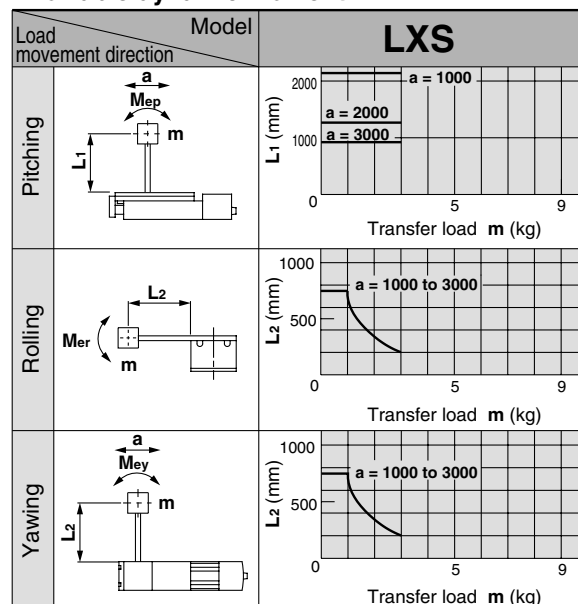 Load
movement direction
Model
LXS
Pitching
a
Mep
m
L1
L1 (mm)
2000
1000
0
a = 1000
a = 2000
a = 3000
5
9
Transfer load m (kg)
Rolling
L2
Mer
m
L2 (mm)
1000
500
0
a = 1000 to 3000
5
9
Transfer load m (kg)
Yawing
a
Mey
m
L2
L2 (mm)
1000
500
0
a = 1000 to 3000
5
9
Transfer load m (kg)